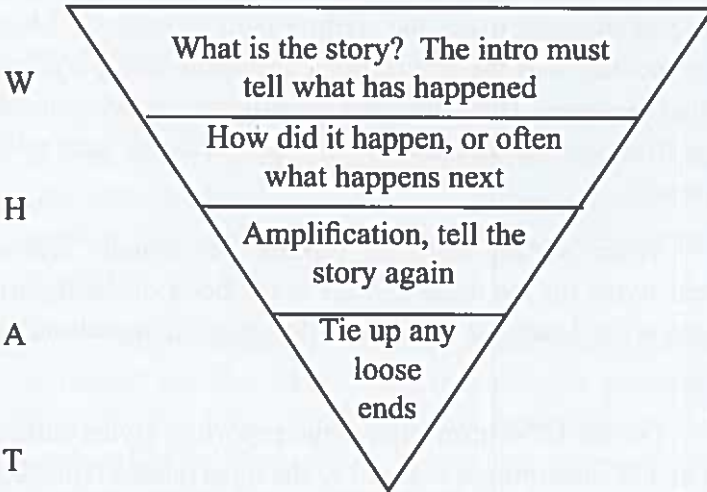 What is the story? The intro must
W
tell what has happened
How did it happen, or often
what happens next
H
Amplification, tell the
story again
A
Tie up any
loose
ends
T